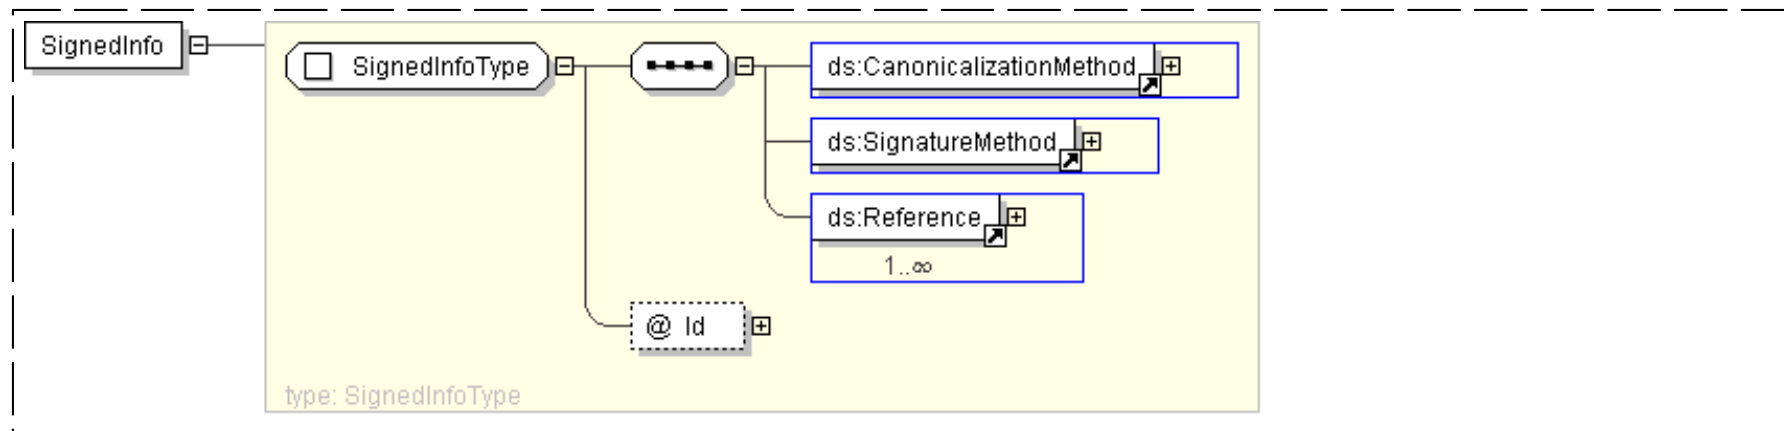 SignedInfo
SignedInfoType
ds:CanonicalizationMethod
ds:SignatureMethod
ds:Reference
1..∞
@ Id
type: SignedInfoType